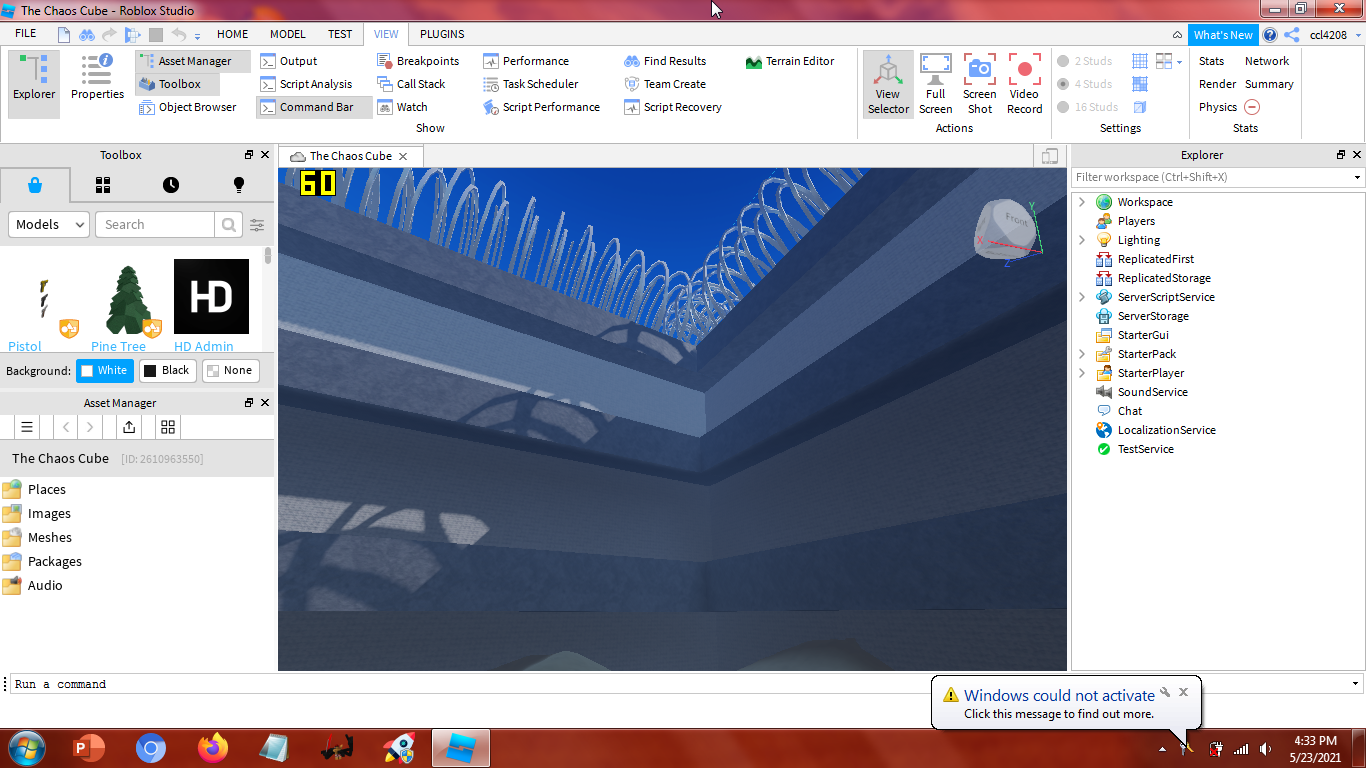 The Chaos Cube - Roblox Studio
FILE HOME MODEL TEST VIEW PLUGINS What's New ccl4208
Explorer
Properties
Asset Manager
Toolbox
Object Browser
Output
Script Analysis
Command Bar
Breakpoints
Call Stack
Watch
Performance
Task Scheduler
Script Performance
Find Results
Team Create
Script Recovery
Terrain Editor
Show
View
Selector
Full
Screen
Screen
Shot
Video
Record
Actions
2 Studs
4 Studs
16 Studs
Settings
Stats Network
Render Summary
Physics
Stats
Toolbox
Models Search
HD
Pistol Pine Tree HD Admin
Background: White Black None
Asset Manager
The Chaos Cube [ID: 2610963550]
Places
Images
Meshes
Packages
Audio
The Chaos Cube
60
Front
Y
X
Z
Explorer
Filter workspace (Ctrl+Shift+X)
Workspace
Players
Lighting
ReplicatedFirst
ReplicatedStorage
ServerScriptService
ServerStorage
StarterGui
StarterPack
StarterPlayer
SoundService
Chat
LocalizationService
TestService
Run a command
Windows could not activate
Click this message to find out more.
4:33 PM
5/23/2021